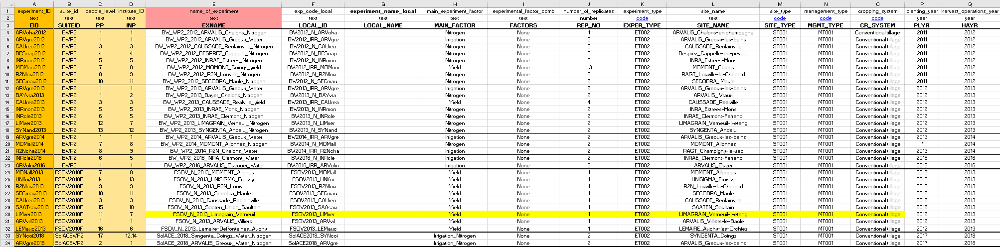 A B C D E F G H I J K L M N O P Q
1 experiment_ID suite_id people_level institute_ID name_of_experiment exp_code_local experiment_name_local main_experiment_factor experimental_factor_comb number_of_replicates experiment_type site_name site_type management_type cropping_system planting_year harvest_operations_year
2 text text text text text text text text text number code text code code code year year
3 EID SUITEID PP INP EXNAME LOCAL_ID LOCAL_NAME MAIN_FACTOR FACTORS REP_NO EXPER_TYPE SITE_NAME SITE_TYPE MGMT_TYPE CR_SYSTEM PLYR HAYR
4 ARVcha2012 BWP2 1 1 BW_WP2_2012_ARVALIS_Chalons_Nitrogen BW2012_N_ARVcha Nitrogen None 1 ET002 ARVALIS_Chalons-en champagne ST001 MT001 Conventional tillage 2011 2012
5 ARVgre2012 BWP2 1 1 BW_WP2_2012_ARVALIS_Greoux_Water BW2012_IRR_ARVgre Irrigation None 2 ET002 ARVALIS_Greoux-les-bains ST001 MT001 Conventional tillage 2011 2012
6 CAUrec2012 BWP2 3 3 BW_WP2_2012_CAUSSADE_Reclainville_Nitrogen BW2012_N_CAUrec Nitrogen None 2 ET002 CAUSSADE_Reclainville ST001 MT001 Conventional tillage 2011 2012
7 DEScap2012 BWP2 4 4 BW_WP2_2012_DESPREZ_Cappelle_Nitrogen BW2012_N_DEScap Nitrogen None 2 ET002 Desprez_Cappelle-en-pevele ST001 MT001 Conventional tillage 2011 2012
8 INRmon2012 BWP2 5 5 BW_WP2_2012_INRAE_Estrees_Nitrogen BW2012_N_INRmon Nitrogen None 2 ET002 INRA_Estrees-Mons ST001 MT001 Conventional tillage 2011 2012
9 MOMcoi2012 BWP2 7 8 BW_WP2_2012_MOMONT_Coings_yield BW2012_IRR_MOMcoi Yield None 1.3 ET002 MOMONT_Coings ST001 MT001 Conventional tillage 2011 2012
10 R2Nlou2012 BWP2 8 9 BW_WP2_2012_R2N_Louville_Nitrogen BW2012_N_R2Nlou Nitrogen None 2 ET002 RAGT_Louville-la-Chenard ST001 MT001 Conventional tillage 2011 2012
11 SECmau2012 BWP2 10 11 BW_WP2_2012_SECOBRA_Maule_Nitrogen BW2012_N_SECmau Nitrogen None 2 ET002 SECOBRA_ Maule ST001 MT001 Conventional tillage 2011 2012
12 ARVgre2013 BWP2 1 1 BW_WP2_2013_ARVALIS_Greoux_Water BW2013_IRR_ARVgre Irrigation None 2 ET002 ARVALIS_Greoux-les-bains ST001 MT001 Conventional tillage 2012 2013
13 BAYvra2013 BWP2 1 2 BW_WP2_2013_Bayer_Chalons_Nitrogen BW2013_N_BAYvra Nitrogen None 2 ET002 ARVALIS_ Vraux ST001 MT001 Conventional tillage 2012 2013
14 CAUrea2013 BWP2 3 3 BW_WP2_2013_CAUSSADE_Realville_yield BW2013_IRR_CAUrea Yield None 4 ET002 CAUSSADE_Realville ST001 MT001 Conventional tillage 2012 2013
15 INRmon2013 BWP2 5 5 BW_WP2_2013_INRAE_Mons_Nitrogen BW2013_N_INRmon Nitrogen None 2 ET002 INRA_Estrees-Mons ST001 MT001 Conventional tillage 2012 2013
16 INRcle2013 BWP2 6 5 BW_WP2_2013_INRAE_Clermont_Nitrogen BW2013_N_INRcle Nitrogen None 2 ET002 INRAE_Clermont-Ferrand ST001 MT001 Conventional tillage 2012 2013
17 LIMver2013 BWP2 12 7 BW_WP2_2013_LIMAGRAIN_Verneuil_Nitrogen BW2013_N_LIMver Nitrogen None 2 ET002 LIMAGRAIN_Verneuil-l-etang ST001 MT001 Conventional tillage 2012 2013
18 SYNand2013 BWP2 13 12 BW_WP2_2013_SYNGENTA_Andelu_Nitrogen BW2013_N_SYNand Nitrogen None 2 ET002 SYNGENTA_Andelu ST001 MT001 Conventional tillage 2012 2013
19 ARVgre2014 BWP2 1 1 BW_WP2_2014_ARVALIS_Greoux_Water BW2014_IRR_ARVgre Irrigation None 2 ET002 ARVALIS_Greoux-les-bains ST001 MT001 Conventional tillage 2013 2014
20 MOMall2014 BWP2 7 8 BW_WP2_2014_MOMONT_Allonnes_Nitrogen BW2014_N_MOMall Nitrogen None 2 ET002 MOMONT_Allonnes ST001 MT001 Conventional tillage 2014
21 R2Ncha2014 BWP2 8 9 BW_WP2_2014_R2N_Chalons_Water BW2014_IRR_R2Ncha Irrigation None 2 ET002 RAGT_Champigny-le-sec ST001 MT001 Conventional tillage 2013 2014
22 INRcle2016 BWP2 6 5 BW_WP2_2016_INRA_Clermont_Water BW2016_IRR_INRcle Irrigation None 2 ET002 INRAE_Clermont-Ferrand ST001 MT001 Conventional tillage 2015 2016
23 ARVolm2016 BWP2 1 1 BW_WP2_2016_ARVALIS_Ouzouer_Water BW2016_IRR_ARVolm Irrigation None 2 ET002 ARVALIS_Ouzer ST001 MT001 Conventional tillage 2015 2016
24 MONall2013 FSOV2010F 7 8 FSOV_N_2013_MOMONT_Allones FSOV2013_MOMall Yield None 1 ET002 MOMONT_Allonnes ST001 MT001 Conventional tillage 2012 2013
25 UNIfoi2013 FSOV2010F 14 13 FSOV_N_2013_UNISIGMA_Froissy FSOV2013_UNIfoi Yield None 1 ET002 UNISIGMA_Froissy ST001 MT001 Conventional tillage 2012 2013
26 R2Nlou2013 FSOV2010F 9 9 FSOV_N_2013_R2N_Louiville FSOV2013_R2Nlou Yield None 1 ET002 R2N_Louville-la-Chenard ST001 MT001 Conventional tillage 2012 2013
27 SECmau2013 FSOV2010F 10 11 FSOV_N_2013_Secobra_Maule FSOV2013_SECmau Yield None 1 ET002 SECOBRA_Maule ST001 MT001 Conventional tillage 2012 2013
28 CAUrec2013 FSOV2010F 3 3 FSOV_N_2013_Caussade_Reclainville FSOV2013_CAUrec Yield None 1 ET002 CAUSSADE_Reclainville ST001 MT001 Conventional tillage 2012 2013
29 SAATsau2013 FSOV2010F 15 10 FSOV_N_2013_Saaten_Union_Saultain FSOV2013_SAAsau Yield None 1 ET002 SAATEN_Saultain ST001 MT001 Conventional tillage 2012 2013
30 LIMver2013 FSOV2010F 11 7 FSOV_N_2013_Limagrain_Verneuil FSOV2013_LIMver Yield None 1 ET002 LIMAGRAIN_Verneuil-l-etang ST001 MT001 Conventional tillage 2012 2013
31 ARVvill2013 FSOV2010F 1 1 FSOV_N_2013_ARVALIS_Villiers FSOV2013_ARVvil Yield None 1 ET002 ARVALIS_Villiers-le-Bacle ST001 MT001 Conventional tillage 2012 2013
32 LEMauc2013 FSOV2010F 16 6 FSOV_N_2013_Lemaire-Deffontaines_Auchy FSOV2013_LEMauc Yield None 1 ET002 LEMAIRE_Auchy-les-Orchies ST001 MT001 Conventional tillage 2012 2013
33 SYNcoi2018 SolACEWP2 17 12,14 SolACE_2018_Syngenta_Coings_Water_Nitrogen SolACE2018_SYNcoi Irrigation_Nitrogen None 2 ET002 SYNGENTA_Coings ST001 MT001 Conventional tillage 2017 2018
34 ARVgre2018 SolACEWP2 2 1 SolACE_2018_ARVALIS_Greoux_Water_Nitrogen SolACE2018_ARVgre Irrigation_Nitrogen None 2 ET002 ARVALIS_Greoux-les-bains ST001 MT001 Conventional tillage 2017 2018